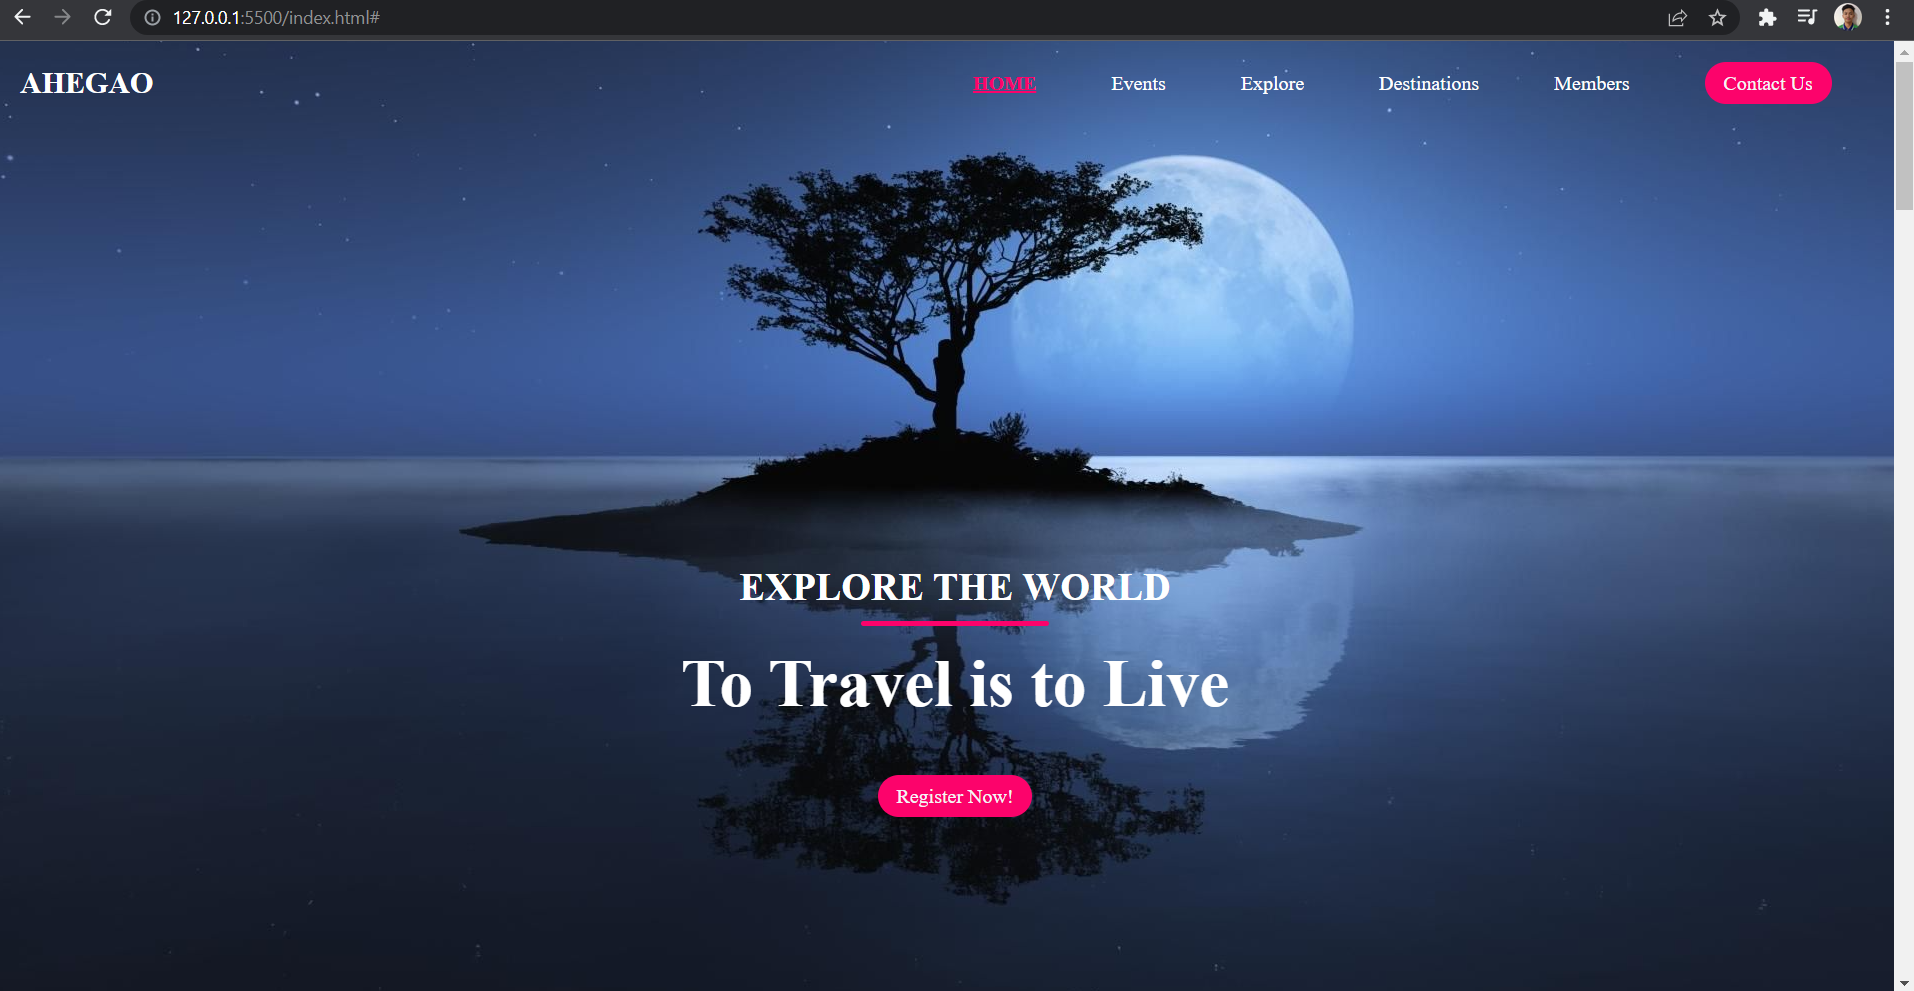 127.0.0.1:5500/index.html#
AHEGAO
HOME
Events
Explore
Destinations
Members
Contact Us
EXPLORE THE WORLD
To Travel is to Live
Register Now!